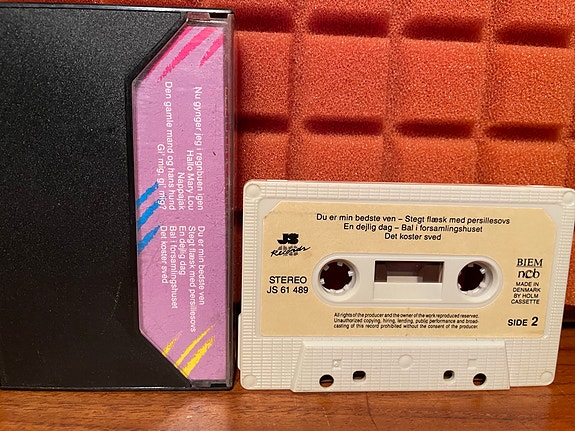 Nu gynger jeg i regnbuen igen
Hallo Mary Lou
Nappejak
Den gamle mand og hans hund
Gi' mig, gi' mig?
Du er min bedste ven
Stegt flæsk med persillesovs
En dejlig dag
Bal i forsamlingshuset
Det koster sved
Du er min bedste ven – Stegt flæsk med persillesovs
En dejlig dag – Bal i forsamlingshuset
Det koster sved
JS
STEREO
JS 61 489
BIEM
ncb
MADE IN
DENMARK
BY HOLM
CASSETTE
All rights of the producer and the owner of the work reproduced reserved.
Unauthorized copying, hiring, lending, public performance and broad-
casting of this record prohibited without the consent of the producer.
SIDE 2